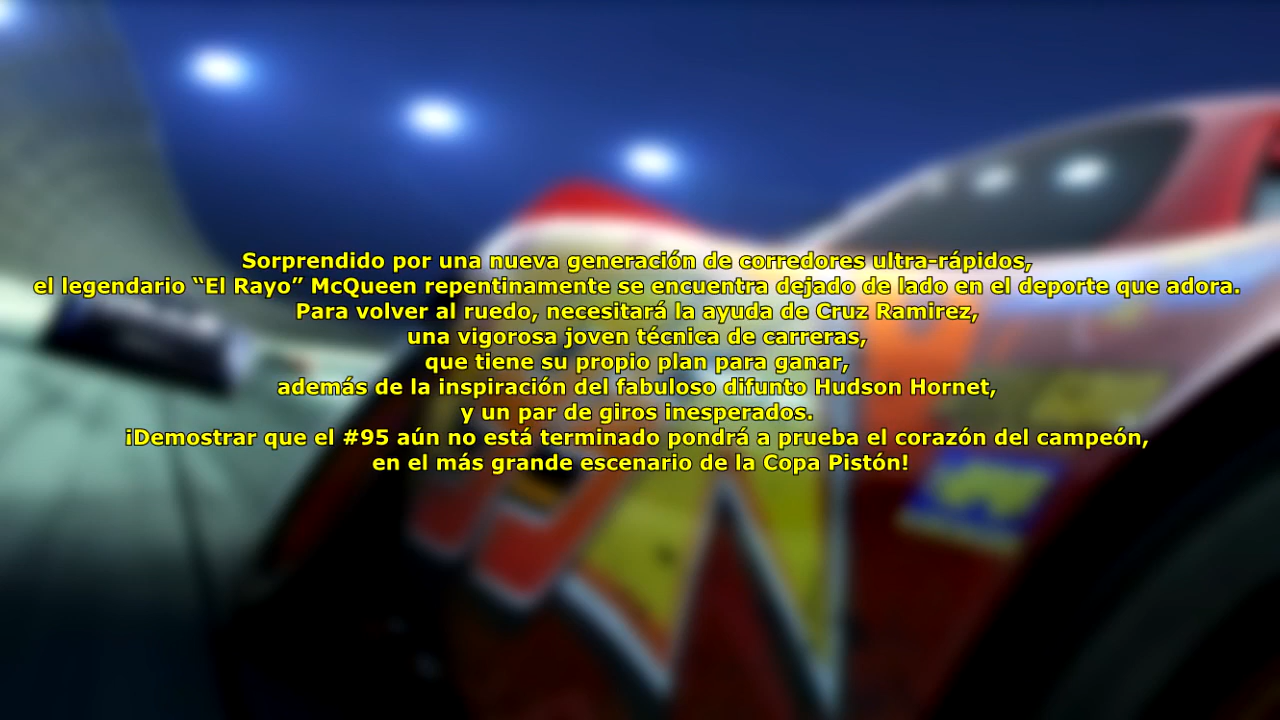 Sorprendido por una nueva generación de corredores ultra-rápidos,
el legendario “El Rayo” McQueen repentinamente se encuentra dejado de lado en el deporte que adora.
Para volver al ruedo, necesitará la ayuda de Cruz Ramirez,
una vigorosa joven técnica de carreras,
que tiene su propio plan para ganar,
además de la inspiración del fabuloso difunto Hudson Hornet,
y un par de giros inesperados.
¡Demostrar que el #95 aún no está terminado pondrá a prueba el corazón del campeón,
en el más grande escenario de la Copa Pistón!